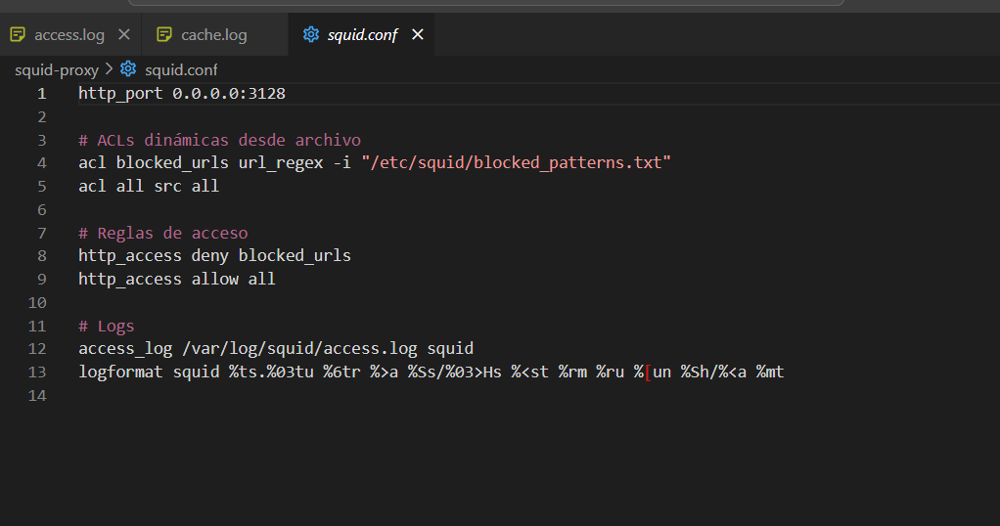 access.log
cache.log
squid.conf
squid-proxy > squid.conf
1 http_port 0.0.0.0:3128
2
3 # ACLs dinámicas desde archivo
4 acl blocked_urls url_regex -i "/etc/squid/blocked_patterns.txt"
5 acl all src all
6
7 # Reglas de acceso
8 http_access deny blocked_urls
9 http_access allow all
10
11 # Logs
12 access_log /var/log/squid/access.log squid
13 logformat squid %ts.%03tu %6tr %>a %Ss/%03>Hs %<st %rm %ru %[un %Sh/%<a %mt
14